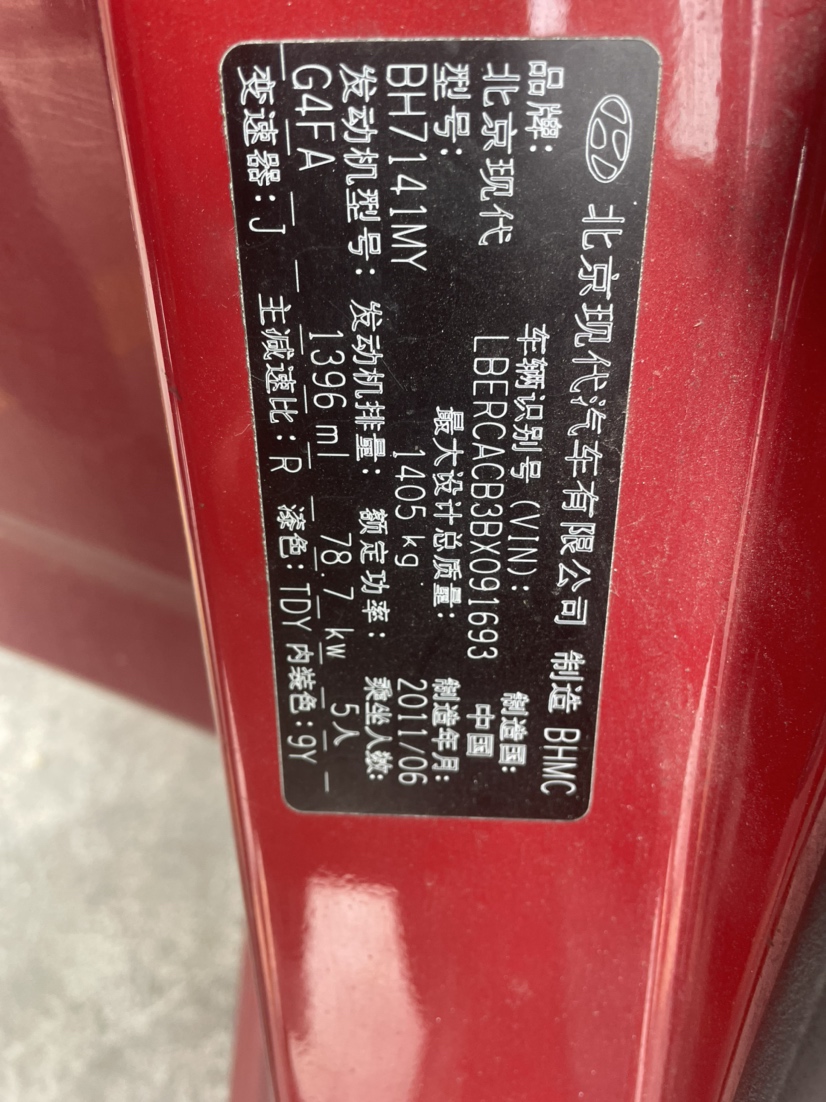 北京现代汽车有限公司 制造 BHMC
品牌: 车辆识别号 (VIN): 制造国:
北京现代 LBERCACB3BX091693 中国
型号: 最大设计总质量: 制造年月:
BH7141MY 1405 kg 2011/06
发动机型号: 发动机排量: 额定功率: 乘坐人数:
G4FA 1396 ml 78.7 kw 5人
变速器: J 主减速比: R 漆色: TDY 内装色: 9Y